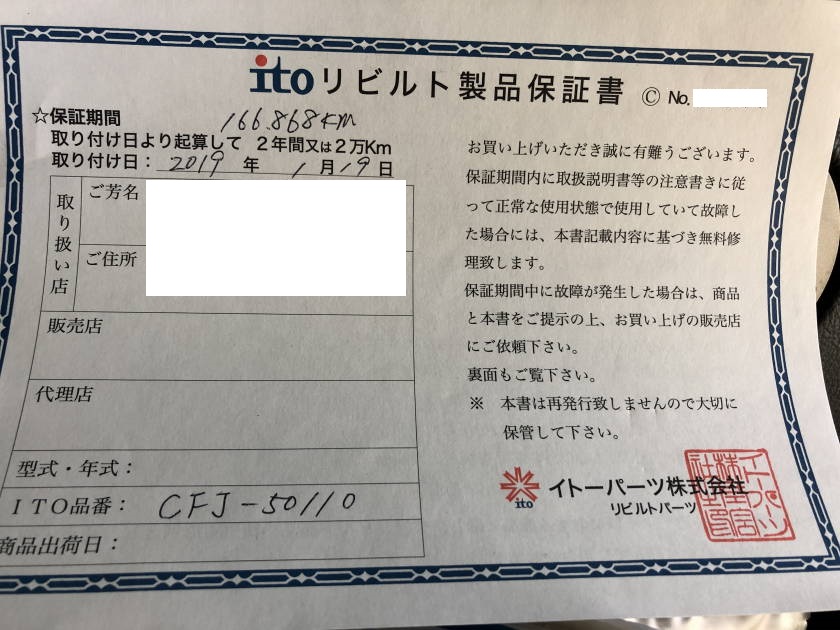 ito リビルト製品保証書 Ⓒ No.
☆保証期間 166.868KM
取り付け日より起算して 2年間又は2万Km
取り付け日: 2019 年 1 月 19 日
取り扱い店
ご芳名
ご住所
販売店
代理店
型式・年式:
ITO品番: CFJ-50110
商品出荷日:
お買い上げいただき誠に有難うございます。
保証期間内に取扱説明書等の注意書きに従
って正常な使用状態で使用していて故障し
た場合には、本書記載内容に基づき無料修
理致します。
保証期間中に故障が発生した場合は、商品
と本書をご提示の上、お買い上げの販売店
にご依頼下さい。
裏面もご覧下さい。
※ 本書は再発行致しませんので大切に
保管して下さい。
ito イトーパーツ株式会社
リビルトパーツ